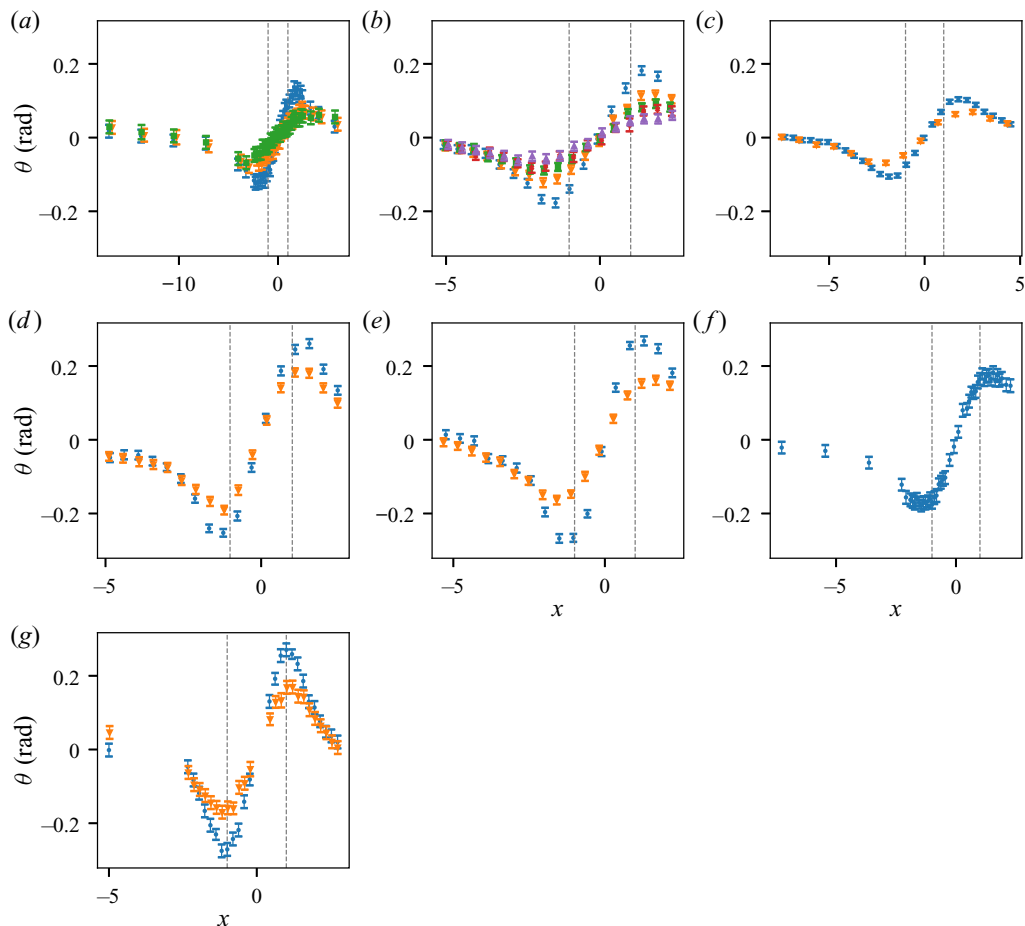 (a) (b) (c)
θ (rad) 0.2 0 −0.2 −10 0
0.2 0 −0.2 −5 0
0.2 0 −0.2 −5 0 5
(d) (e) (f)
θ (rad) 0.2 0 −0.2 −5 0
0.2 0 −0.2 −5 0 x
0.2 0 −0.2 −5 0 x
(g)
θ (rad) 0.2 0 −0.2 −5 0 x